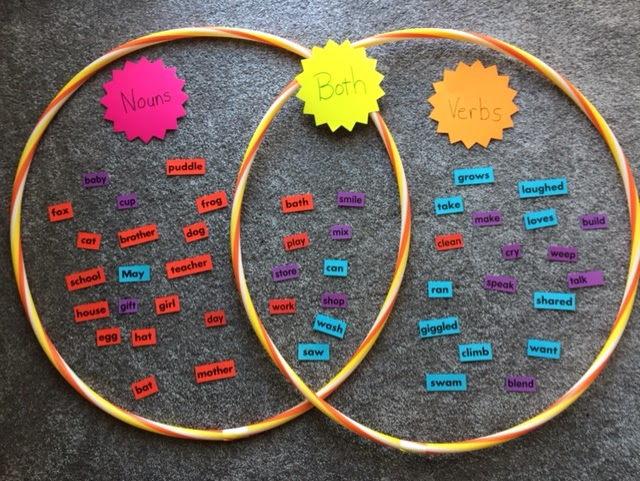 Nouns
Both
Verbs
puddle
baby
cup
frog
fox
cat
brother
dog
school
May
teacher
house
gift
girl
day
egg
hat
mother
bat
bath
smile
play
mix
store
can
work
shop
wash
saw
grows
laughed
take
make
loves
build
clean
cry
weep
ran
speak
talk
shared
giggled
climb
want
swam
blend